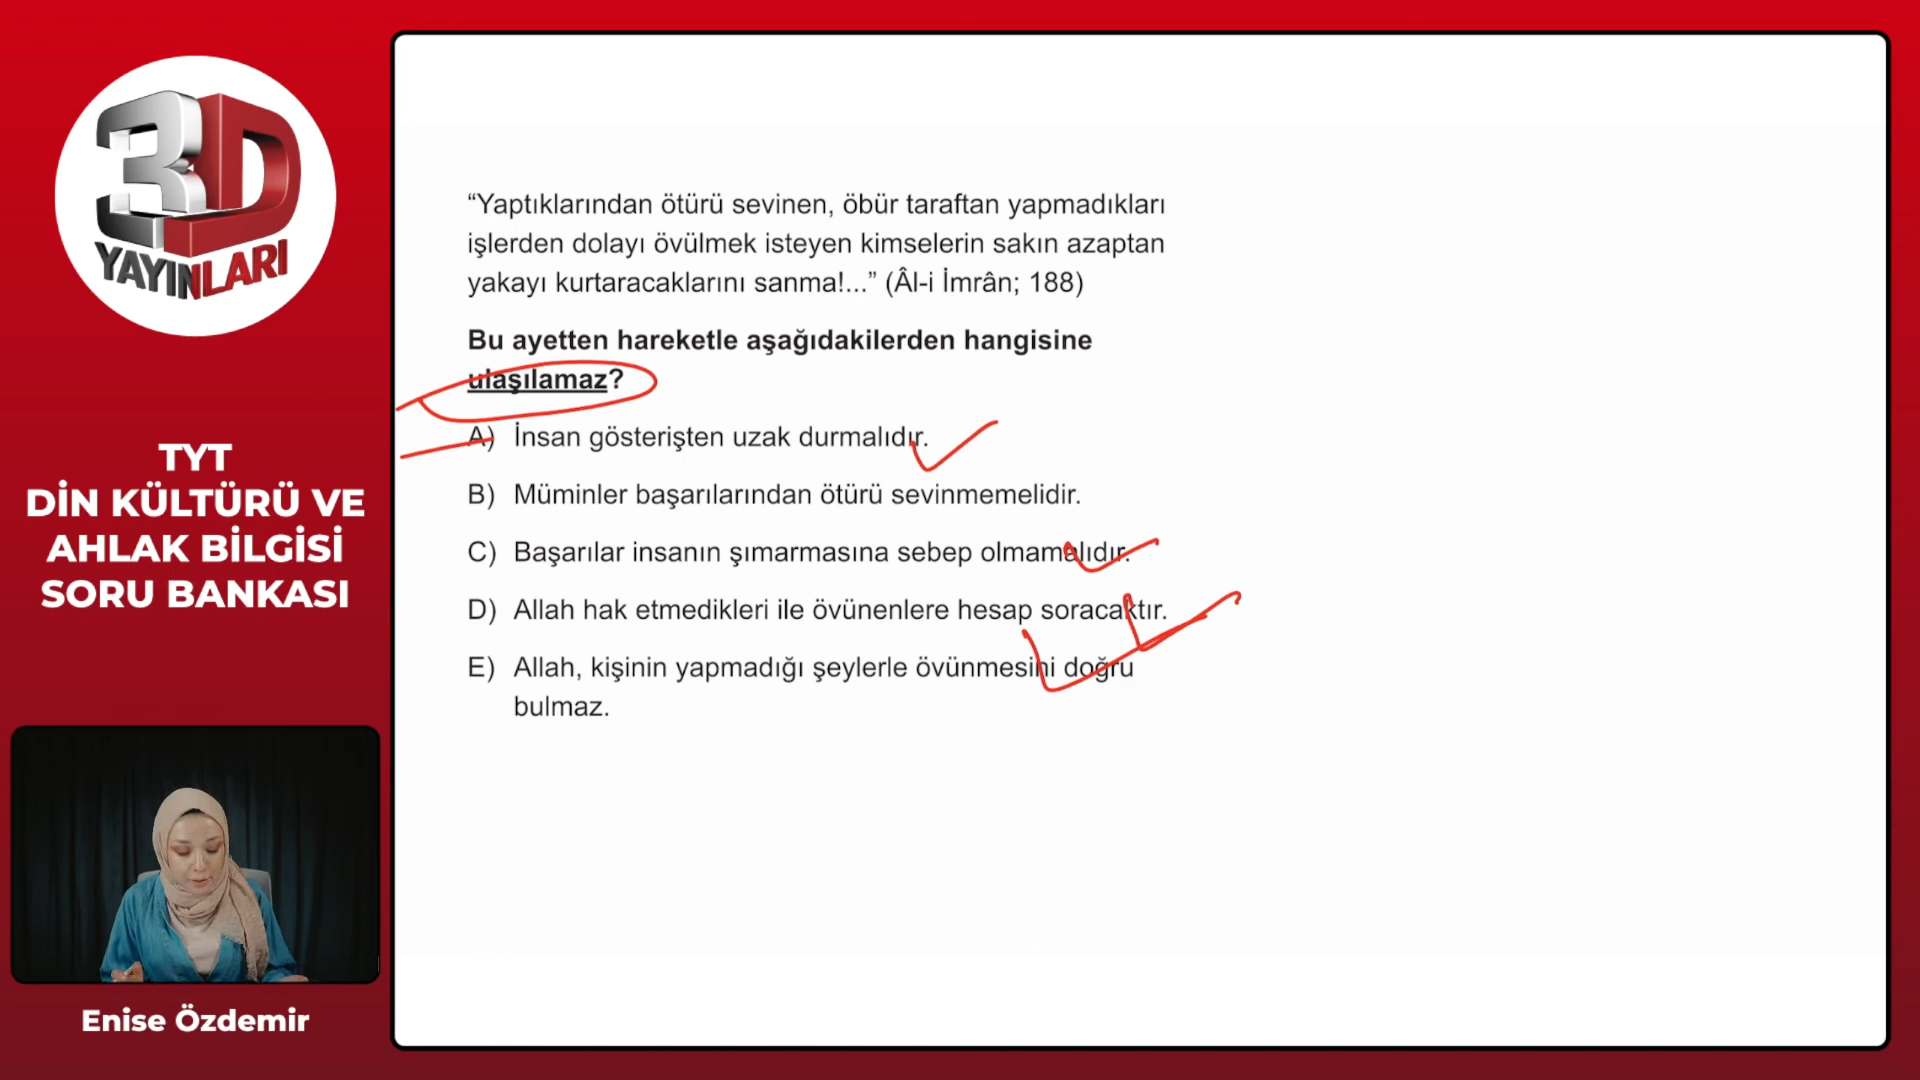 3D
YAYINLARI
TYT
DİN KÜLTÜRÜ VE
AHLAK BİLGİSİ
SORU BANKASI
Enise Özdemir
“Yaptıklarından ötürü sevinen, öbür taraftan yapmadıkları
işlerden dolayı övülmek isteyen kimselerin sakın azaptan
yakayı kurtaracaklarını sanma!...” (Âl-i İmrân; 188)
Bu ayetten hareketle aşağıdakilerden hangisine
ulaşılamaz?
A) İnsan gösterişten uzak durmalıdır.
B) Müminler başarılarından ötürü sevinmemelidir.
C) Başarılar insanın şımarmasına sebep olmamalıdır.
D) Allah hak etmedikleri ile övünenlere hesap soracaktır.
E) Allah, kişinin yapmadığı şeylerle övünmesini doğru
bulmaz.